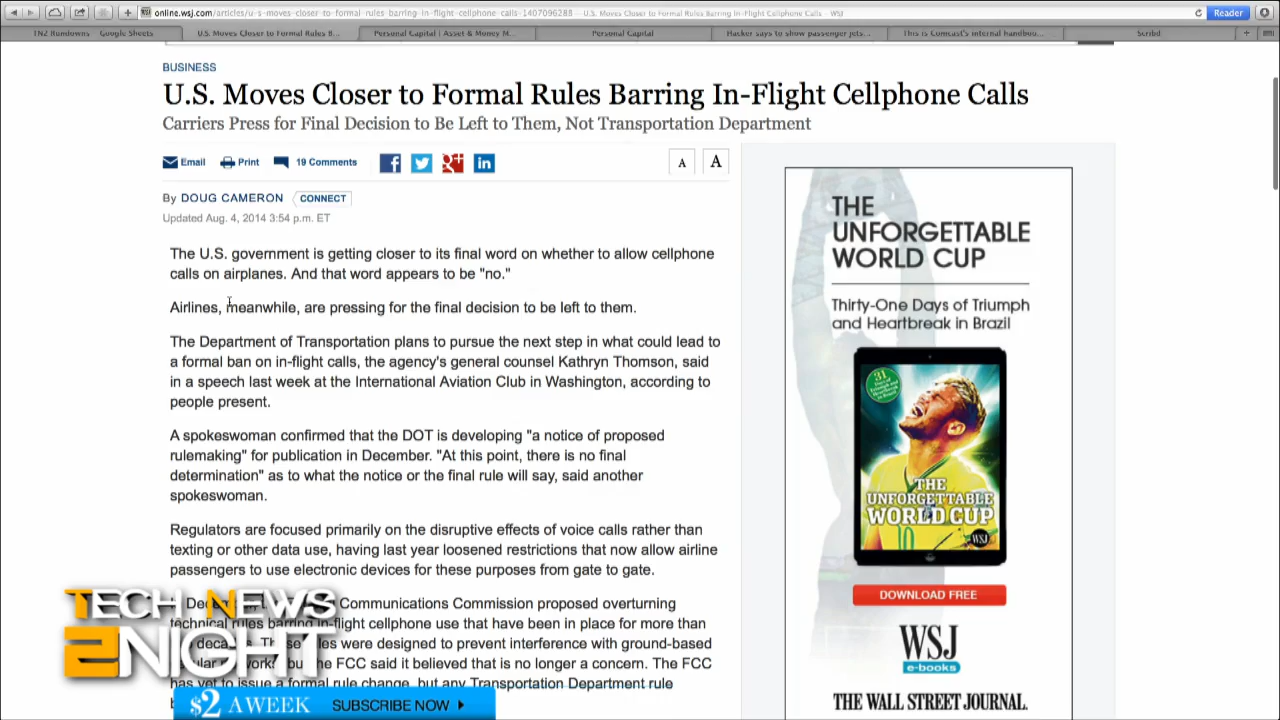 online.wsj.com/articles/u-s-moves-closer-to-formal-rules-barring-in-flight-cellphone-calls-1407096288 — U.S. Moves Closer to Formal Rules Barring In-Flight Cellphone Calls – WSJ
Reader
TN2 Rundowns - Google Sheets
U.S. Moves Closer to Formal Rules B...
Personal Capital | Asset & Money M...
Personal Capital
Hacker says to show passenger jets...
This is Comcast's internal handboo...
Scribd
BUSINESS
U.S. Moves Closer to Formal Rules Barring In-Flight Cellphone Calls
Carriers Press for Final Decision to Be Left to Them, Not Transportation Department
Email Print 19 Comments
A A
By DOUG CAMERON CONNECT
Updated Aug. 4, 2014 3:54 p.m. ET
The U.S. government is getting closer to its final word on whether to allow cellphone
calls on airplanes. And that word appears to be "no."
Airlines, meanwhile, are pressing for the final decision to be left to them.
The Department of Transportation plans to pursue the next step in what could lead to
a formal ban on in-flight calls, the agency's general counsel Kathryn Thomson, said
in a speech last week at the International Aviation Club in Washington, according to
people present.
A spokeswoman confirmed that the DOT is developing "a notice of proposed
rulemaking" for publication in December. "At this point, there is no final
determination" as to what the notice or the final rule will say, said another
spokeswoman.
Regulators are focused primarily on the disruptive effects of voice calls rather than
texting or other data use, having last year loosened restrictions that now allow airline
passengers to use electronic devices for these purposes from gate to gate.
Communications Commission proposed overturning
technical rules barring in-flight cellphone use that have been in place for more than
were designed to prevent interference with ground-based
the FCC said it believed that is no longer a concern. The FCC
has yet to issue a formal rule change, but any Transportation Department rule
TECH NEWS
2NIGHT
$2 A WEEK SUBSCRIBE NOW
THE
UNFORGETTABLE
WORLD CUP
Thirty-One Days of Triumph
and Heartbreak in Brazil
31
THE
UNFORGETTABLE
WORLD CUP
10
WSJ
DOWNLOAD FREE
WSJ
e-books
THE WALL STREET JOURNAL.